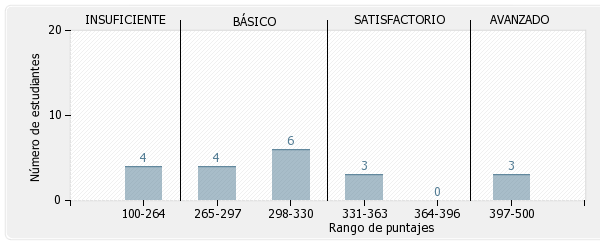 INSUFICIENTE BÁSICO SATISFACTORIO AVANZADO
20
10
0
Número de estudiantes
4 4 6 3 0 3
100-264 265-297 298-330 331-363 364-396 397-500
Rango de puntajes